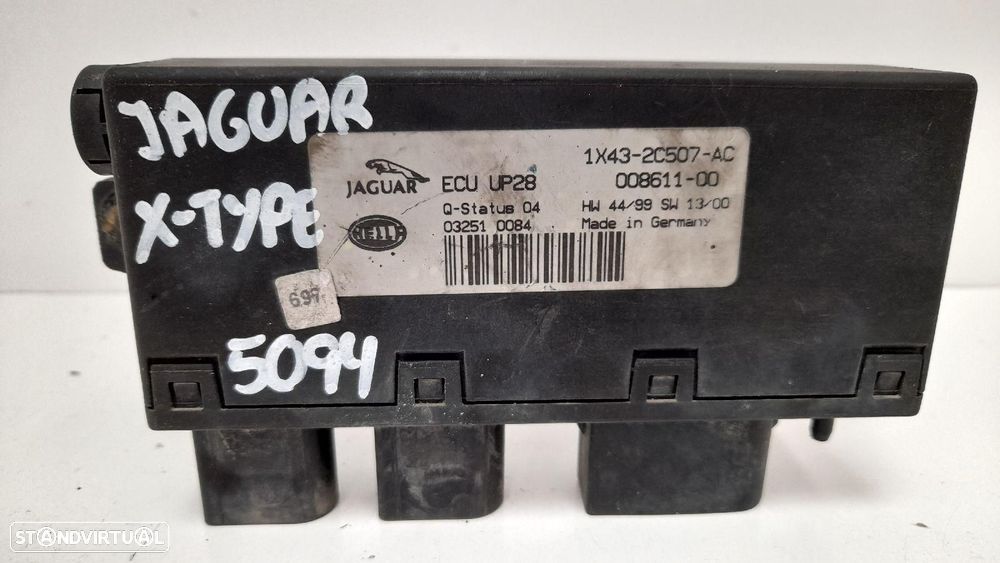 JAGUAR
X-TYPE
5094
JAGUAR
HELLA
ECU UP28
Q-Status 04
03251 0084
1X43-2C507-AC
008611-00
HW 44/99 SW 13/00
Made in Germany
697
STANDVIRTUAL